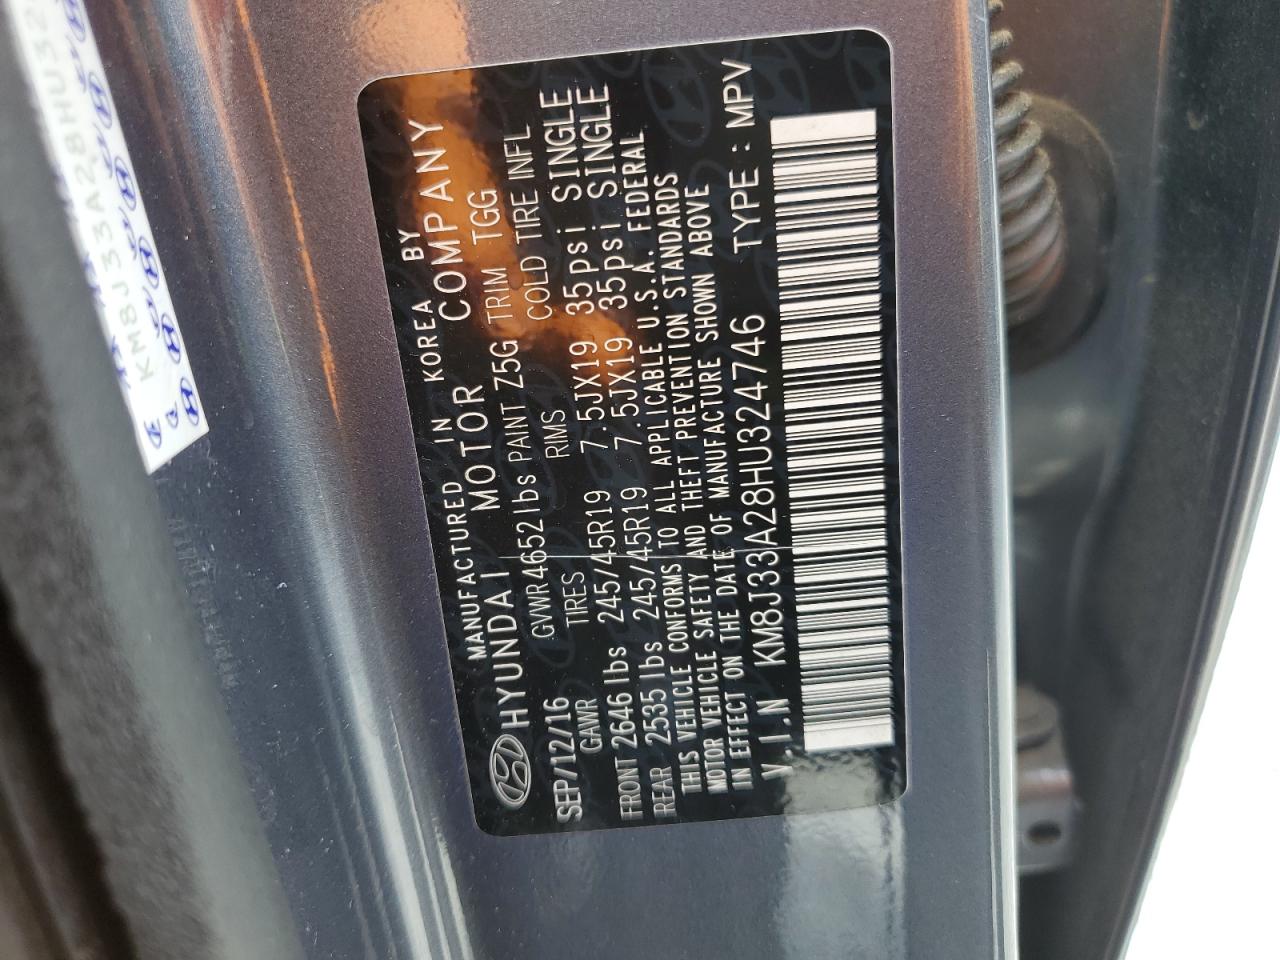 MANUFACTURED IN KOREA BY
HYUNDAI MOTOR COMPANY
SEP/12/16 GVWR 4652 lbs PAINT Z5G TRIM TGG
GAWR TIRES RIMS COLD TIRE INFL
FRONT 2646 lbs 245/45R19 7.5JX19 35psi SINGLE
REAR 2535 lbs 245/45R19 7.5JX19 35psi SINGLE
THIS VEHICLE CONFORMS TO ALL APPLICABLE U.S.A. FEDERAL
MOTOR VEHICLE SAFETY AND THEFT PREVENTION STANDARDS
IN EFFECT ON THE DATE OF MANUFACTURE SHOWN ABOVE
V.I.N KM8J33A28HU324746 TYPE : MPV
KM8J33A28HU32